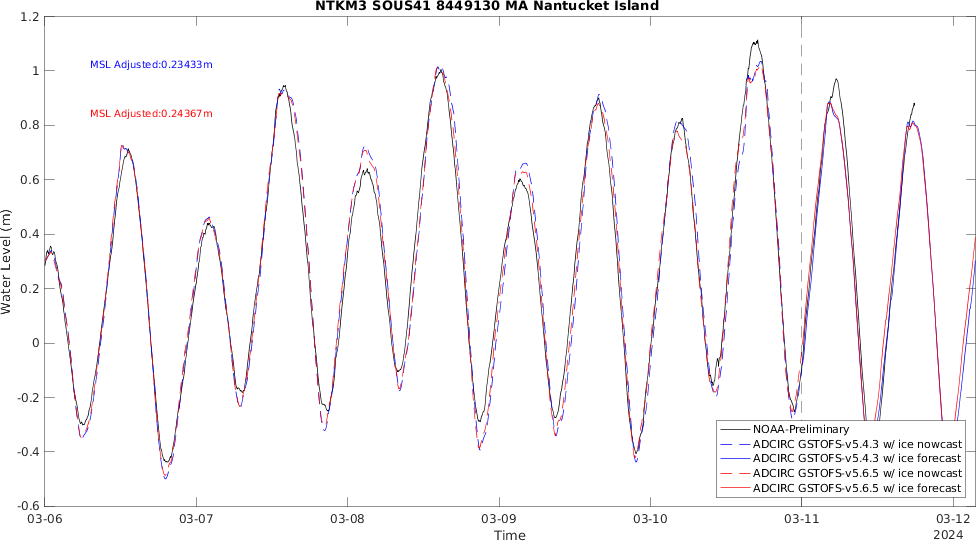 NTKM3 SOUS41 8449130 MA Nantucket Island
1.2
1
0.8
0.6
0.4
0.2
0
-0.2
-0.4
-0.6
Water Level (m)
MSL Adjusted:0.23433m
MSL Adjusted:0.24367m
NOAA-Preliminary
ADCIRC GSTOFS-v5.4.3 w/ ice nowcast
ADCIRC GSTOFS-v5.4.3 w/ ice forecast
ADCIRC GSTOFS-v5.6.5 w/ ice nowcast
ADCIRC GSTOFS-v5.6.5 w/ ice forecast
03-06 03-07 03-08 03-09 03-10 03-11 03-12
2024
Time